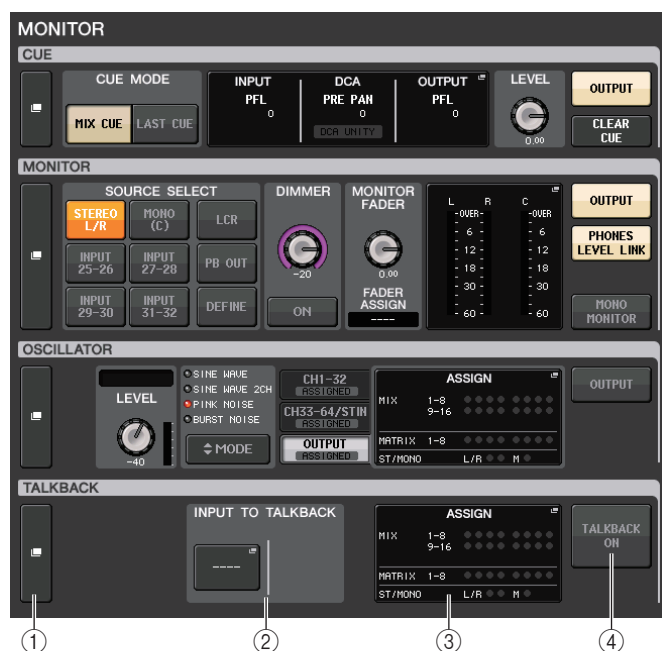 MONITOR
CUE
CUE MODE
MIX CUE
LAST CUE
INPUT
PFL
0
DCA
PRE PAN
0
DCA UNITY
OUTPUT
PFL
0
LEVEL
0.00
OUTPUT
CLEAR
CUE
MONITOR
SOURCE SELECT
STEREO
L/R
MONO
(C)
LCR
INPUT
25-26
INPUT
27-28
PB OUT
INPUT
29-30
INPUT
31-32
DEFINE
DIMMER
-20
ON
MONITOR
FADER
0.00
FADER
ASSIGN
----
L R C
-OVER- -OVER
- 6 - - 6
- 12 - - 12
- 18 - - 18
- 30 - - 30
- 60 - - 60
OUTPUT
PHONES
LEVEL LINK
MONO
MONITOR
OSCILLATOR
LEVEL
-40
SINE WAVE
SINE WAVE 2CH
PINK NOISE
BURST NOISE
MODE
CH1-32
ASSIGNED
CH33-64/STIN
ASSIGNED
OUTPUT
ASSIGNED
ASSIGN
MIX 1-8
9-16
MATRIX 1-8
ST/MONO L/R M
OUTPUT
TALKBACK
INPUT TO TALKBACK
----
ASSIGN
MIX 1-8
9-16
MATRIX 1-8
ST/MONO L/R M
TALKBACK
ON
① ② ③ ④